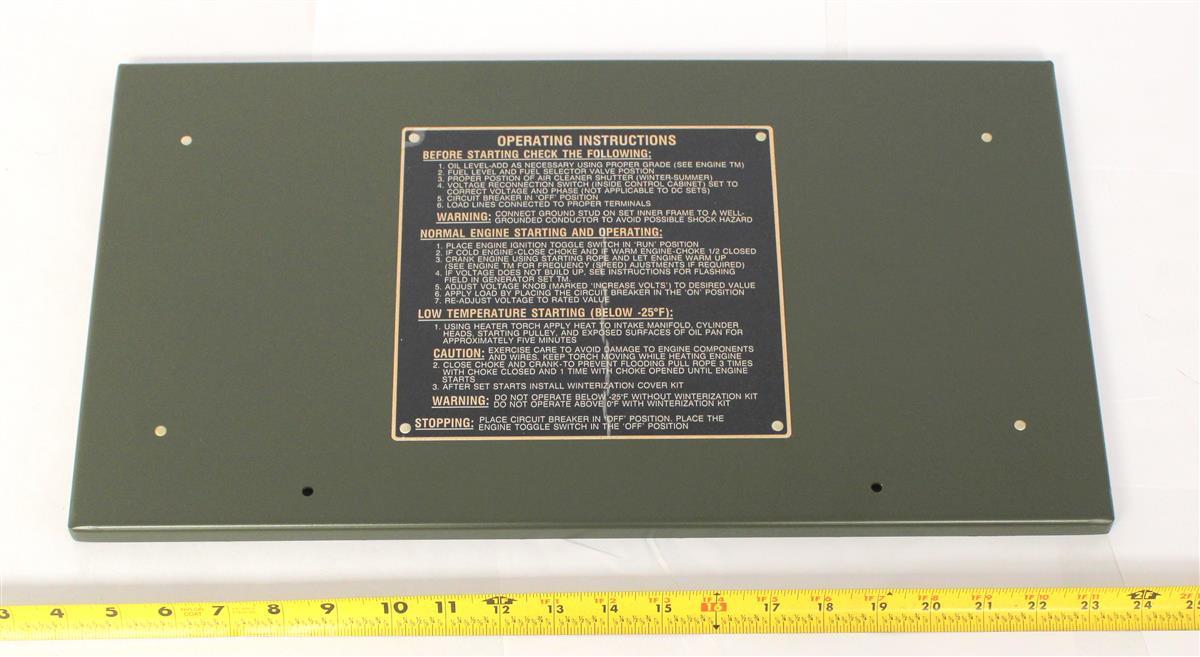 OPERATING INSTRUCTIONS
BEFORE STARTING CHECK THE FOLLOWING:
1. OIL LEVEL-ADD AS NECESSARY USING PROPER GRADE (SEE ENGINE TM)
2. FUEL LEVEL AND FUEL SELECTOR VALVE POSTION
3. PROPER POSTION OF AIR CLEANER SHUTTER (WINTER-SUMMER)
4. VOLTAGE RECONNECTION SWITCH (INSIDE CONTROL CABINET) SET TO
CORRECT VOLTAGE AND PHASE (NOT APPLICABLE TO DC SETS)
5. CIRCUIT BREAKER IN 'OFF' POSITION
6. LOAD LINES CONNECTED TO PROPER TERMINALS
WARNING: CONNECT GROUND STUD ON SET INNER FRAME TO A WELL-
GROUNDED CONDUCTOR TO AVOID POSSIBLE SHOCK HAZARD
NORMAL ENGINE STARTING AND OPERATING:
1. PLACE ENGINE IGNITION TOGGLE SWITCH IN 'RUN' POSITION
2. IF COLD ENGINE-CLOSE CHOKE AND IF WARM ENGINE-CHOKE 1/2 CLOSED
3. CRANK ENGINE USING STARTING ROPE AND LET ENGINE WARM UP
(SEE ENGINE TM FOR FREQUENCY (SPEED) AJUSTMENTS IF REQUIRED)
4. IF VOLTAGE DOES NOT BUILD UP, SEE INSTRUCTIONS FOR FLASHING
FIELD IN GENERATOR SET TM.
5. ADJUST VOLTAGE KNOB (MARKED 'INCREASE VOLTS') TO DESIRED VALUE
6. APPLY LOAD BY PLACING THE CIRCUIT BREAKER IN THE 'ON' POSITION
7. RE-ADJUST VOLTAGE TO RATED VALUE
LOW TEMPERATURE STARTING (BELOW -25°F):
1. USING HEATER TORCH APPLY HEAT TO INTAKE MANIFOLD, CYLINDER
HEADS, STARTING PULLEY, AND EXPOSED SURFACES OF OIL PAN FOR
APPROXIMATELY FIVE MINUTES
CAUTION: EXERCISE CARE TO AVOID DAMAGE TO ENGINE COMPONENTS
AND WIRES. KEEP TORCH MOVING WHILE HEATING ENGINE
2. CLOSE CHOKE AND CRANK-TO PREVENT FLOODING PULL ROPE 3 TIMES
WITH CHOKE CLOSED AND 1 TIME WITH CHOKE OPENED UNTIL ENGINE
STARTS
3. AFTER SET STARTS INSTALL WINTERIZATION COVER KIT
WARNING: DO NOT OPERATE BELOW -25°F WITHOUT WINTERIZATION KIT
DO NOT OPERATE ABOVE 0°F WITH WINTERIZATION KIT
STOPPING: PLACE CIRCUIT BREAKER IN 'OFF' POSITION. PLACE THE
ENGINE TOGGLE SWITCH IN THE 'OFF' POSITION
1F1 1F2 1F3 1F4 1F5 1F6 1F7 1F8 1F9 1F10 1F11 2F
3 4 5 6 7 8 9 10 11 12 13 14 15 16 17 18 19 20 21 22 23 24
NYLON COAT